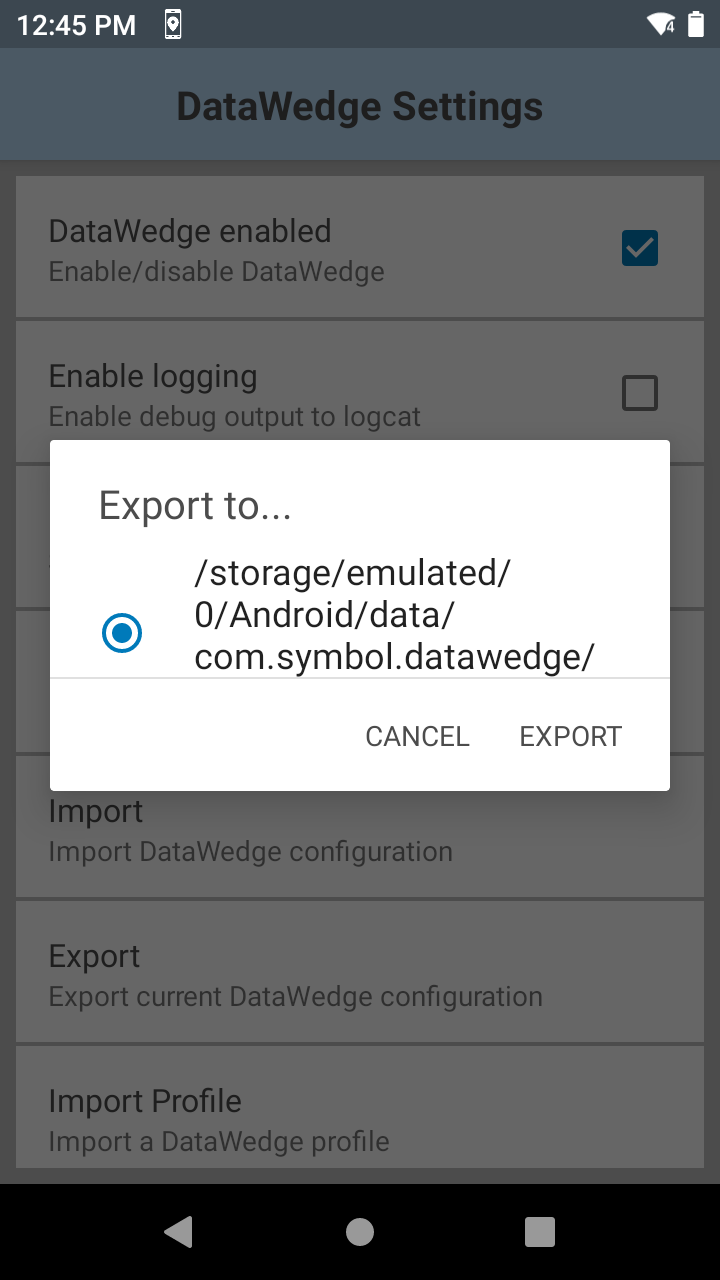 12:45 PM
4
DataWedge Settings
DataWedge enabled
Enable/disable DataWedge
Enable logging
Enable debug output to logcat
Export to...
/storage/emulated/
0/Android/data/
com.symbol.datawedge/
CANCEL EXPORT
Import
Import DataWedge configuration
Export
Export current DataWedge configuration
Import Profile
Import a DataWedge profile